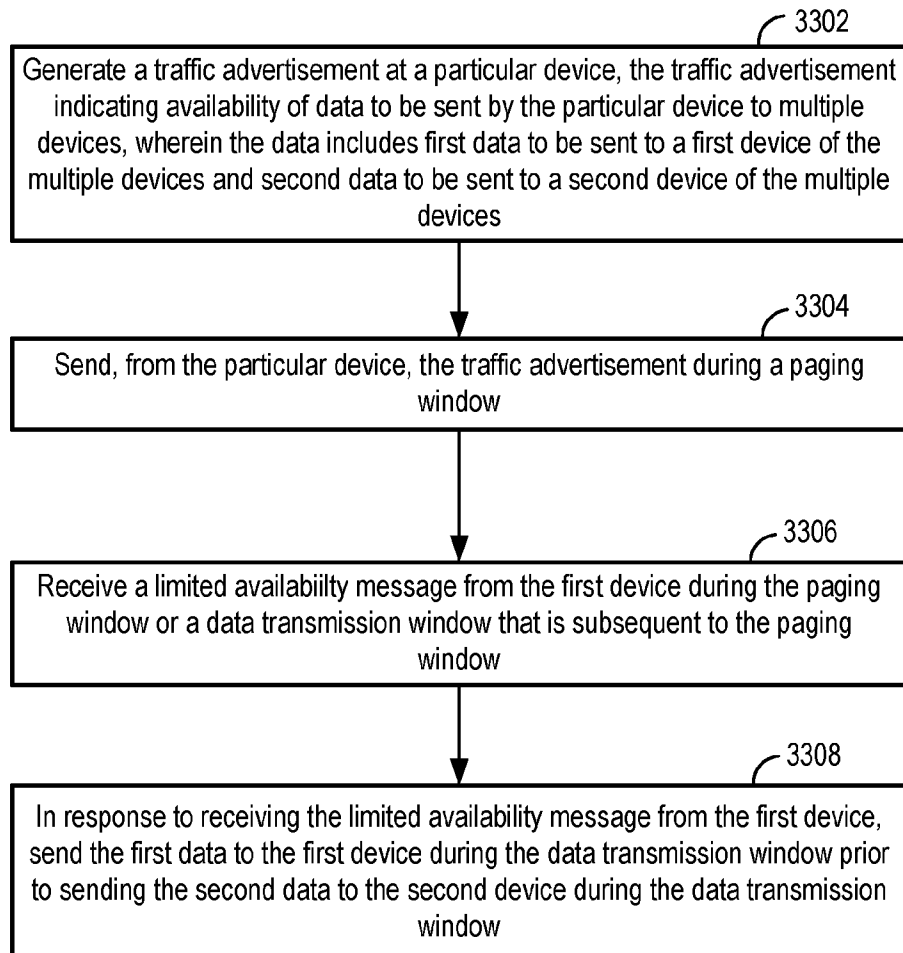 3302
Generate a traffic advertisement at a particular device, the traffic advertisement
indicating availability of data to be sent by the particular device to multiple
devices, wherein the data includes first data to be sent to a first device of the
multiple devices and second data to be sent to a second device of the multiple
devices
3304
Send, from the particular device, the traffic advertisement during a paging
window
3306
Receive a limited availabiilty message from the first device during the paging
window or a data transmission window that is subsequent to the paging
window
3308
In response to receiving the limited availability message from the first device,
send the first data to the first device during the data transmission window prior
to sending the second data to the second device during the data transmission
window